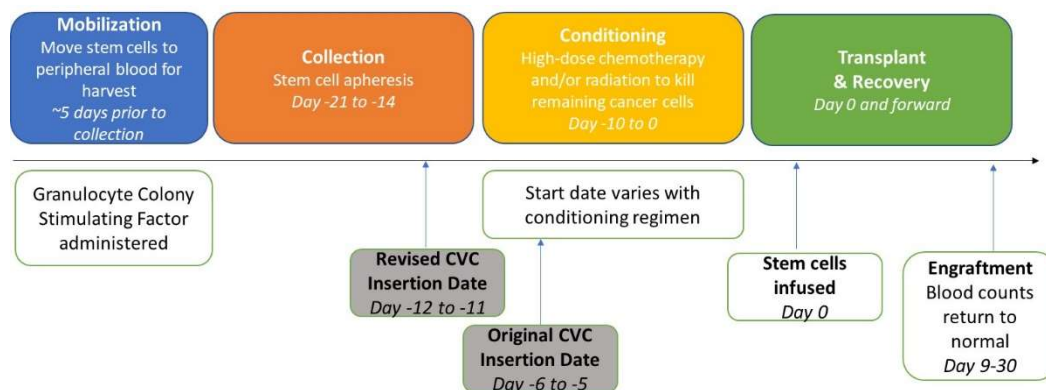 Mobilization
Move stem cells to
peripheral blood for
harvest
~5 days prior to
collection
Collection
Stem cell apheresis
Day -21 to -14
Conditioning
High-dose chemotherapy
and/or radiation to kill
remaining cancer cells
Day -10 to 0
Transplant
& Recovery
Day 0 and forward
Granulocyte Colony
Stimulating Factor
administered
Start date varies with
conditioning regimen
Revised CVC
Insertion Date
Day -12 to -11
Original CVC
Insertion Date
Day -6 to -5
Stem cells
infused
Day 0
Engraftment
Blood counts
return to
normal
Day 9-30